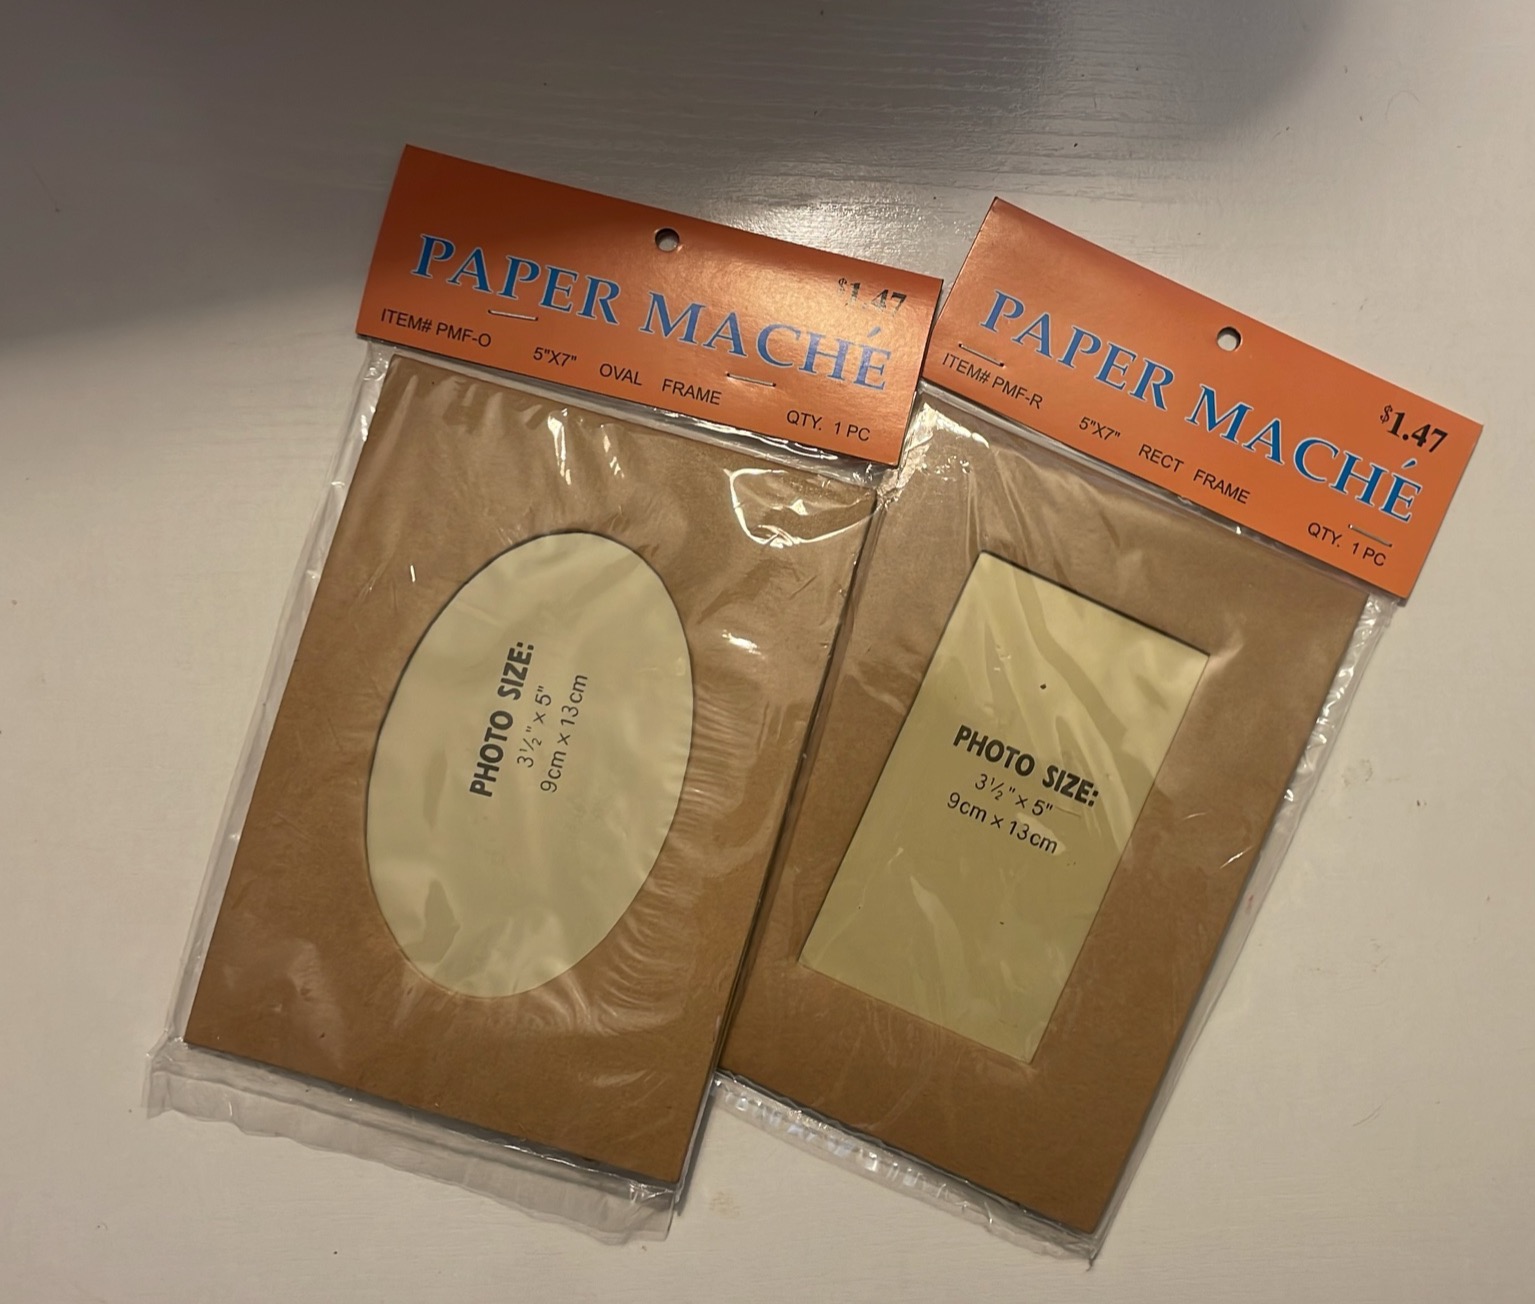 $1.47
PAPER MACHÉ
ITEM# PMF-O 5"X7" OVAL FRAME QTY. 1 PC
PHOTO SIZE:
3½" x 5"
9cm x 13cm
$1.47
PAPER MACHÉ
ITEM# PMF-R 5"X7" RECT FRAME QTY. 1 PC
PHOTO SIZE:
3½" x 5"
9cm x 13cm